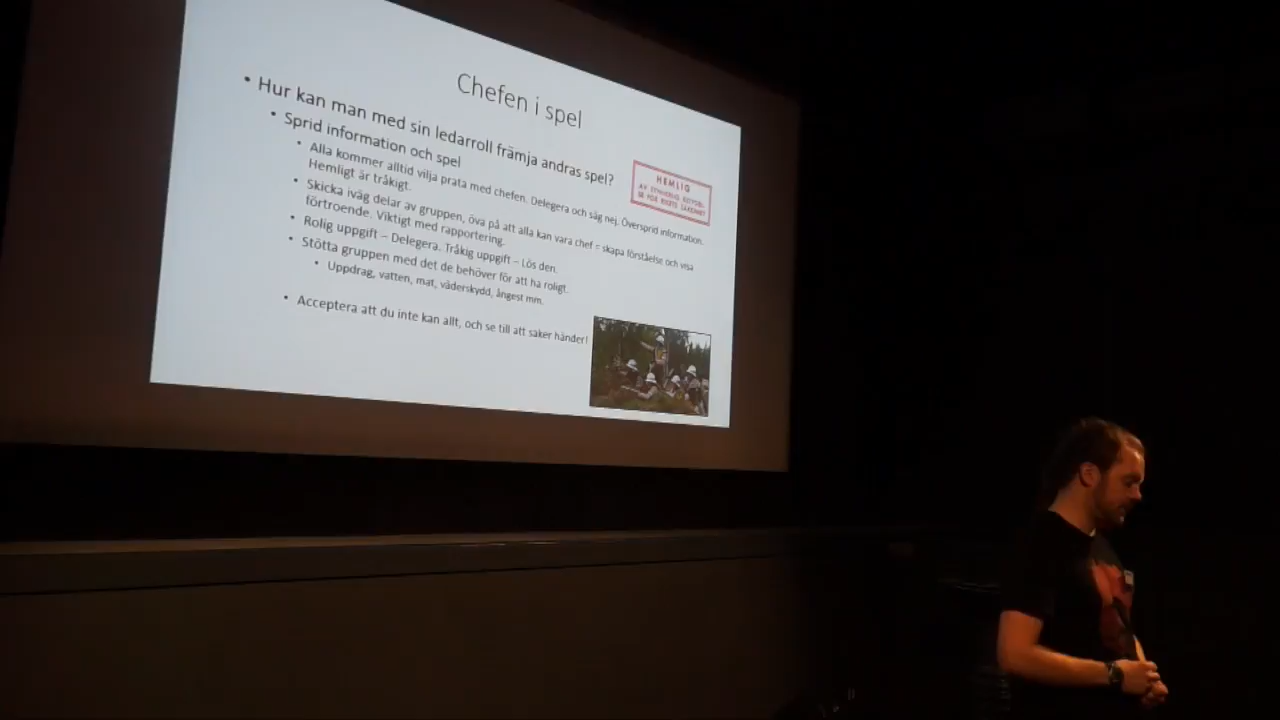 Chefen i spel
• Hur kan man med sin ledarroll främja andras spel?
• Sprid information och spel
• Alla kommer alltid vilja prata med chefen. Delegera och säg nej. Översprid information.
Hemligt är tråkigt.
• Skicka iväg delar av gruppen, öva på att alla kan vara chef = skapa förståelse och visa
förtroende. Viktigt med rapportering.
• Rolig uppgift – Delegera. Tråkig uppgift – Lös den.
• Stötta gruppen med det de behöver för att ha roligt.
• Uppdrag, vatten, mat, väderskydd, ångest mm.
• Acceptera att du inte kan allt, och se till att saker händer!
HEMLIG